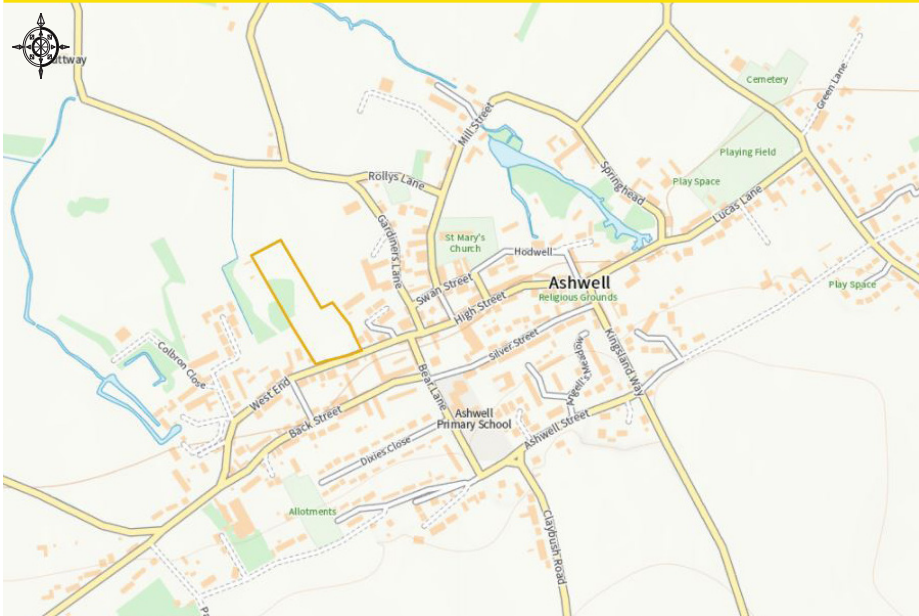 Cemetery
Green Lane
Mill Street
Playing Field
Springhead
Rollys Lane
Play Space
Lucas Lane
Gardiners Lane
St Mary's
Church
Hodwell
Ashwell
Religious Grounds
Swan Street
High Street
Play Space
Silver Street
Kingsland Way
Colbron Close
Angell's Meadow
Bear Lane
West End
Back Street
Ashwell
Primary School
Ashwell Street
Dixies Close
Allotments
Claybush Road